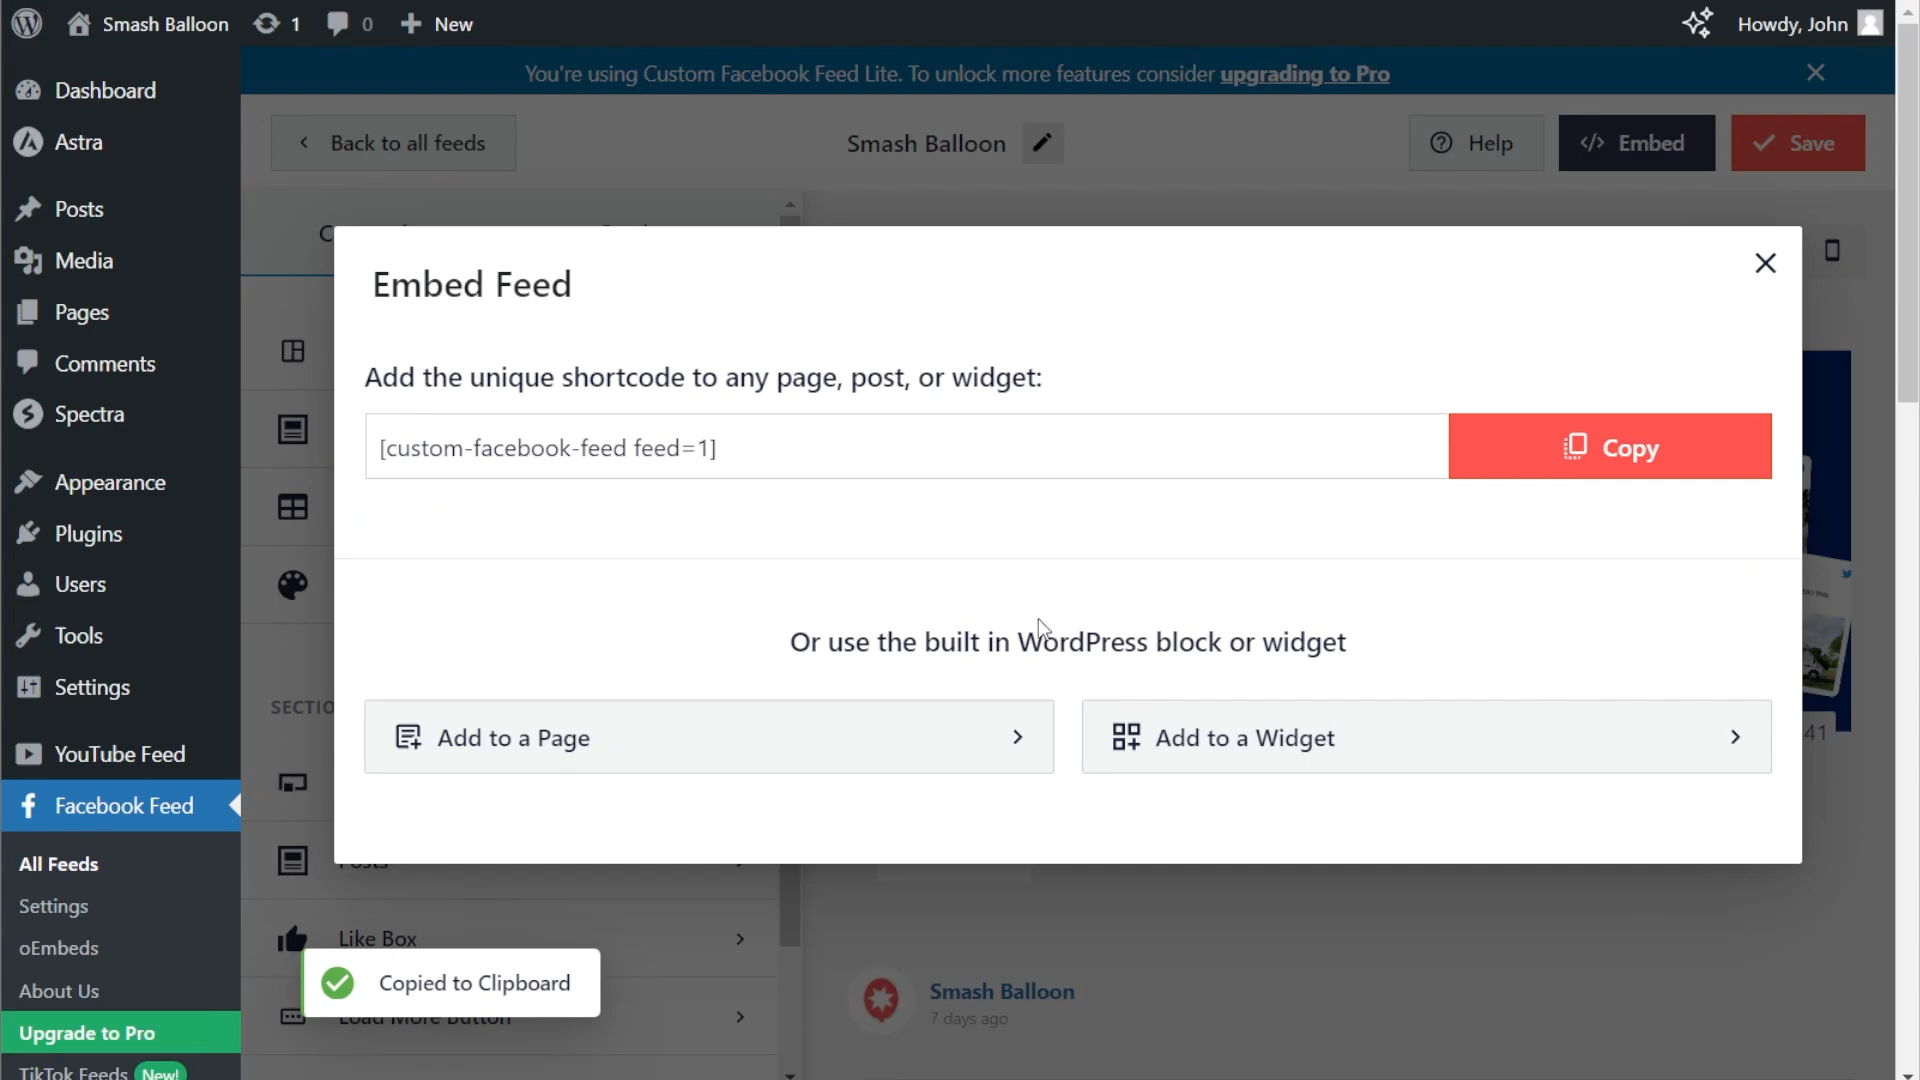 Smash Balloon 1 0 New Howdy, John
You're using Custom Facebook Feed Lite. To unlock more features consider upgrading to Pro
Back to all feeds Smash Balloon Help </> Embed Save
Dashboard
Astra
Posts
Media
Pages
Comments
Spectra
Appearance
Plugins
Users
Tools
Settings
YouTube Feed
Facebook Feed
All Feeds
Settings
oEmbeds
About Us
Upgrade to Pro
TikTok Feeds New!
Embed Feed
Add the unique shortcode to any page, post, or widget:
[custom-facebook-feed feed=1] Copy
Or use the built in WordPress block or widget
Add to a Page Add to a Widget
41
Posts
Like Box
Copied to Clipboard
Load More Button
Smash Balloon
7 days ago